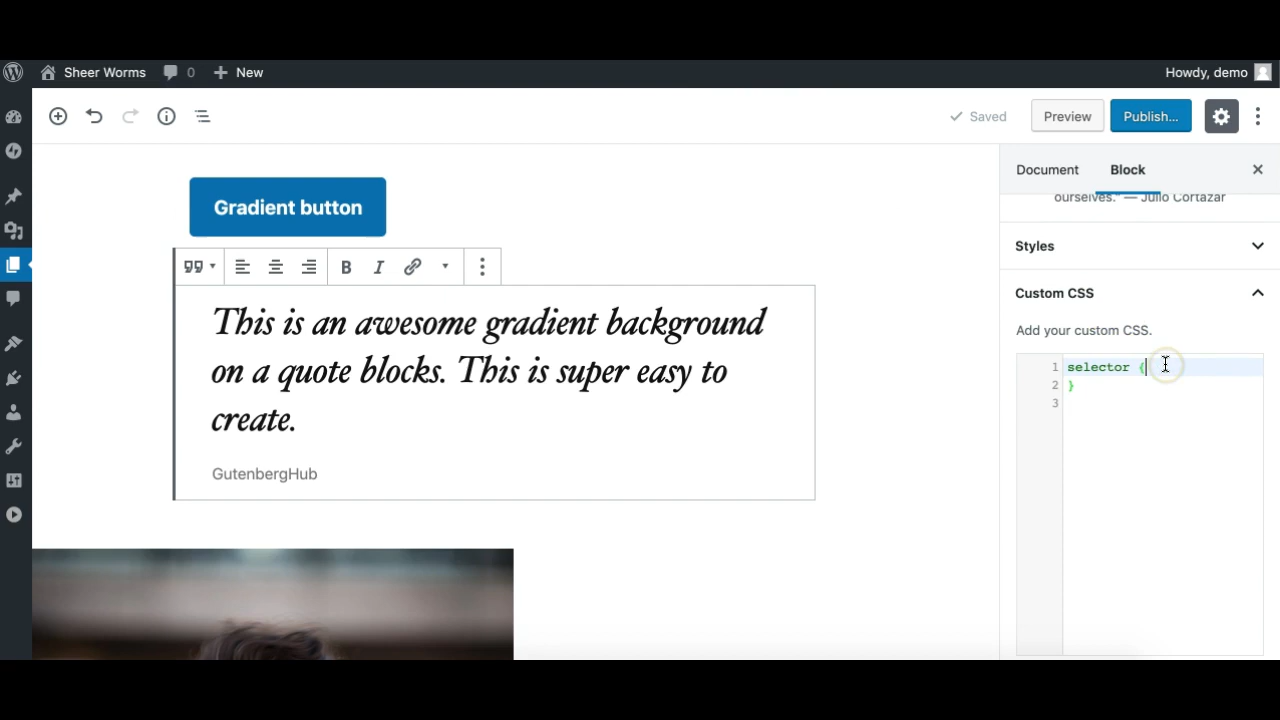 Sheer Worms 0 New Howdy, demo
Saved Preview Publish...
Document Block
ourselves." — Julio Cortázar
Gradient button
Styles
Custom CSS
B I
Add your custom CSS.
This is an awesome gradient background
on a quote blocks. This is super easy to
create.
GutenbergHub
1 selector {
2 }
3